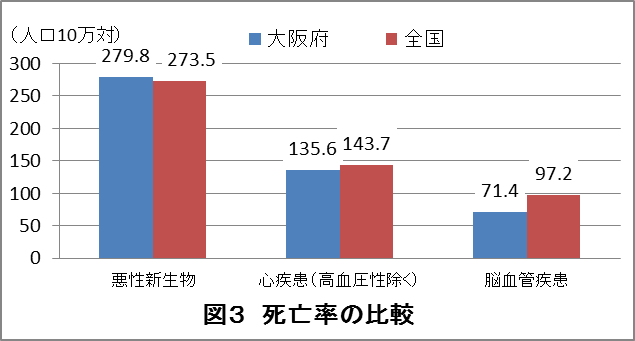 (人口10万対)
大阪府 全国
279.8 273.5
135.6 143.7
71.4 97.2
300
250
200
150
100
50
0
悪性新生物 心疾患(高血圧性除く) 脳血管疾患
図3 死亡率の比較